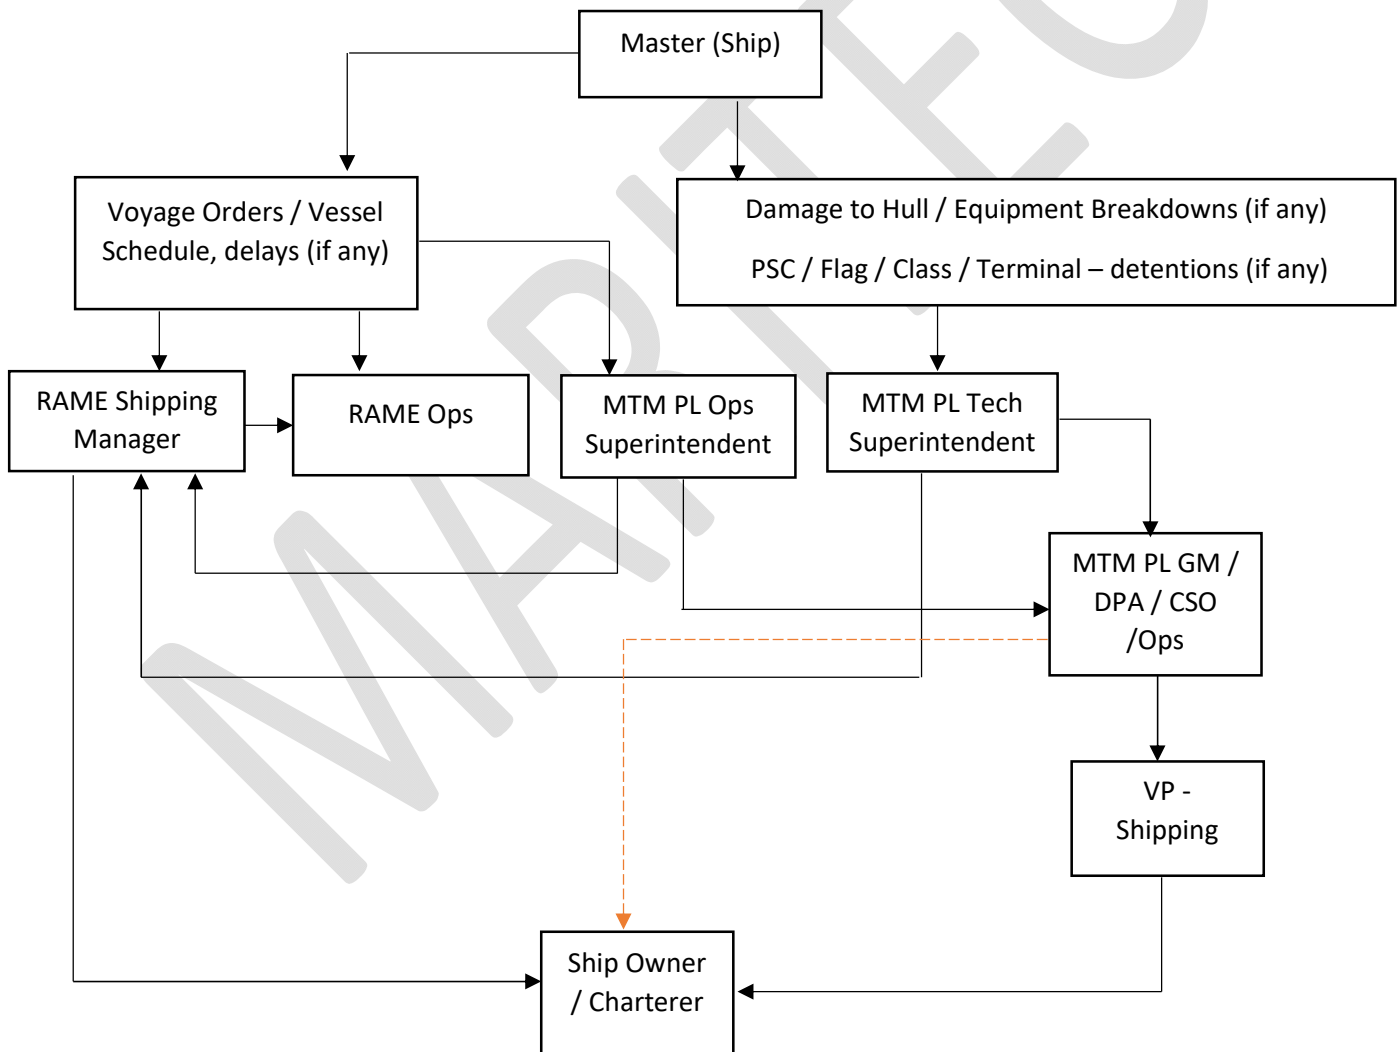 Master (Ship)
Voyage Orders / Vessel
Schedule, delays (if any)
Damage to Hull / Equipment Breakdowns (if any)
PSC / Flag / Class / Terminal – detentions (if any)
RAME Shipping
Manager
RAME Ops
MTM PL Ops
Superintendent
MTM PL Tech
Superintendent
MTM PL GM /
DPA / CSO
/Ops
VP -
Shipping
Ship Owner
/ Charterer